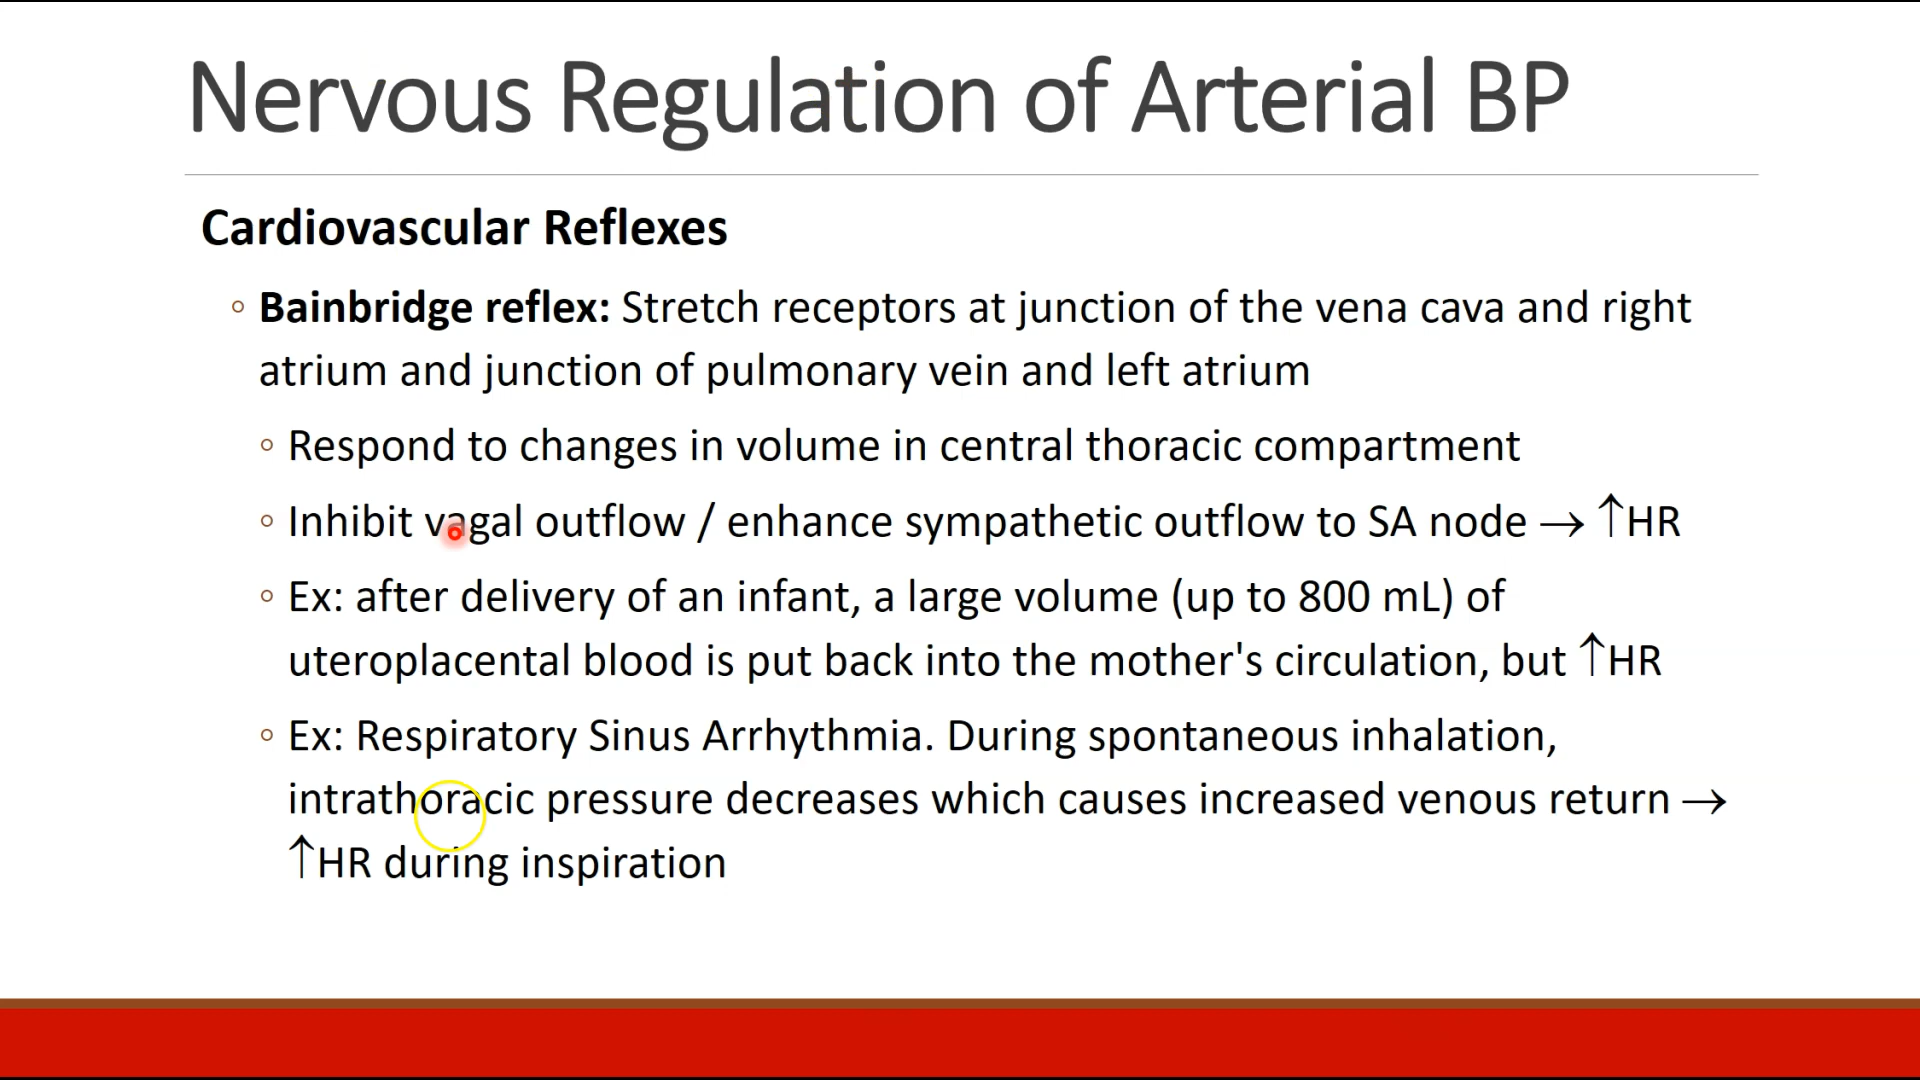 Nervous Regulation of Arterial BP
Cardiovascular Reflexes
◦ Bainbridge reflex: Stretch receptors at junction of the vena cava and right
atrium and junction of pulmonary vein and left atrium
◦ Respond to changes in volume in central thoracic compartment
◦ Inhibit vagal outflow / enhance sympathetic outflow to SA node → ↑HR
◦ Ex: after delivery of an infant, a large volume (up to 800 mL) of
uteroplacental blood is put back into the mother's circulation, but ↑HR
◦ Ex: Respiratory Sinus Arrhythmia. During spontaneous inhalation,
intrathoracic pressure decreases which causes increased venous return →
↑HR during inspiration